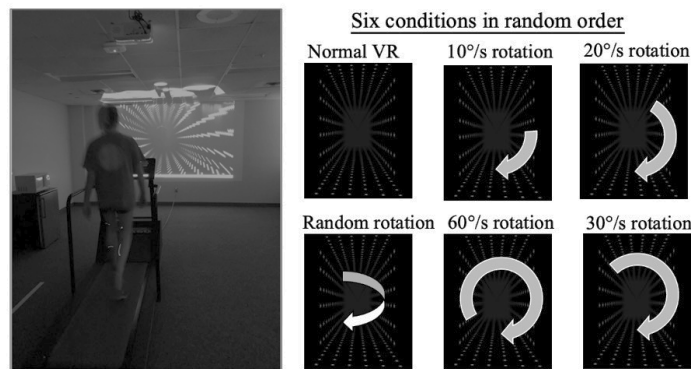 Six conditions in random order
Normal VR
10°/s rotation
20°/s rotation
Random rotation
60°/s rotation
30°/s rotation